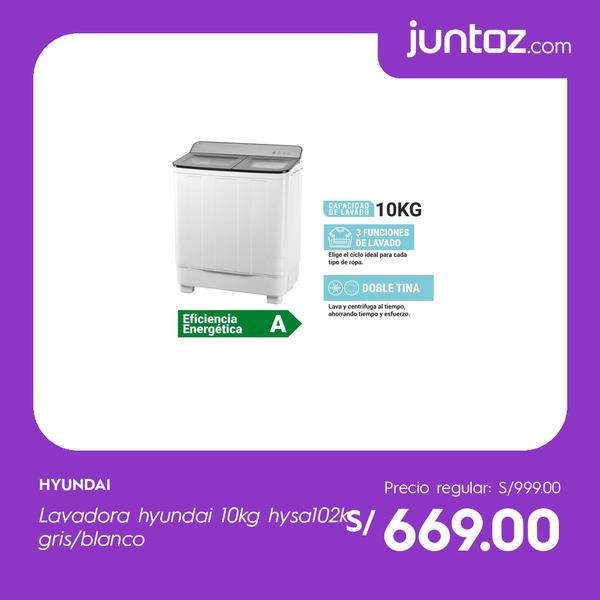 juntoz.com
CAPACIDAD
DE LAVADO 10KG
3 FUNCIONES
DE LAVADO
Elige el ciclo ideal para cada
tipo de ropa.
DOBLE TINA
Lava y centrifuga al tiempo,
ahorrando tiempo y esfuerzo.
Eficiencia
Energética A
HYUNDAI
Lavadora hyundai 10kg hysa102k
gris/blanco
Precio regular: S/999.00
S/ 669.00